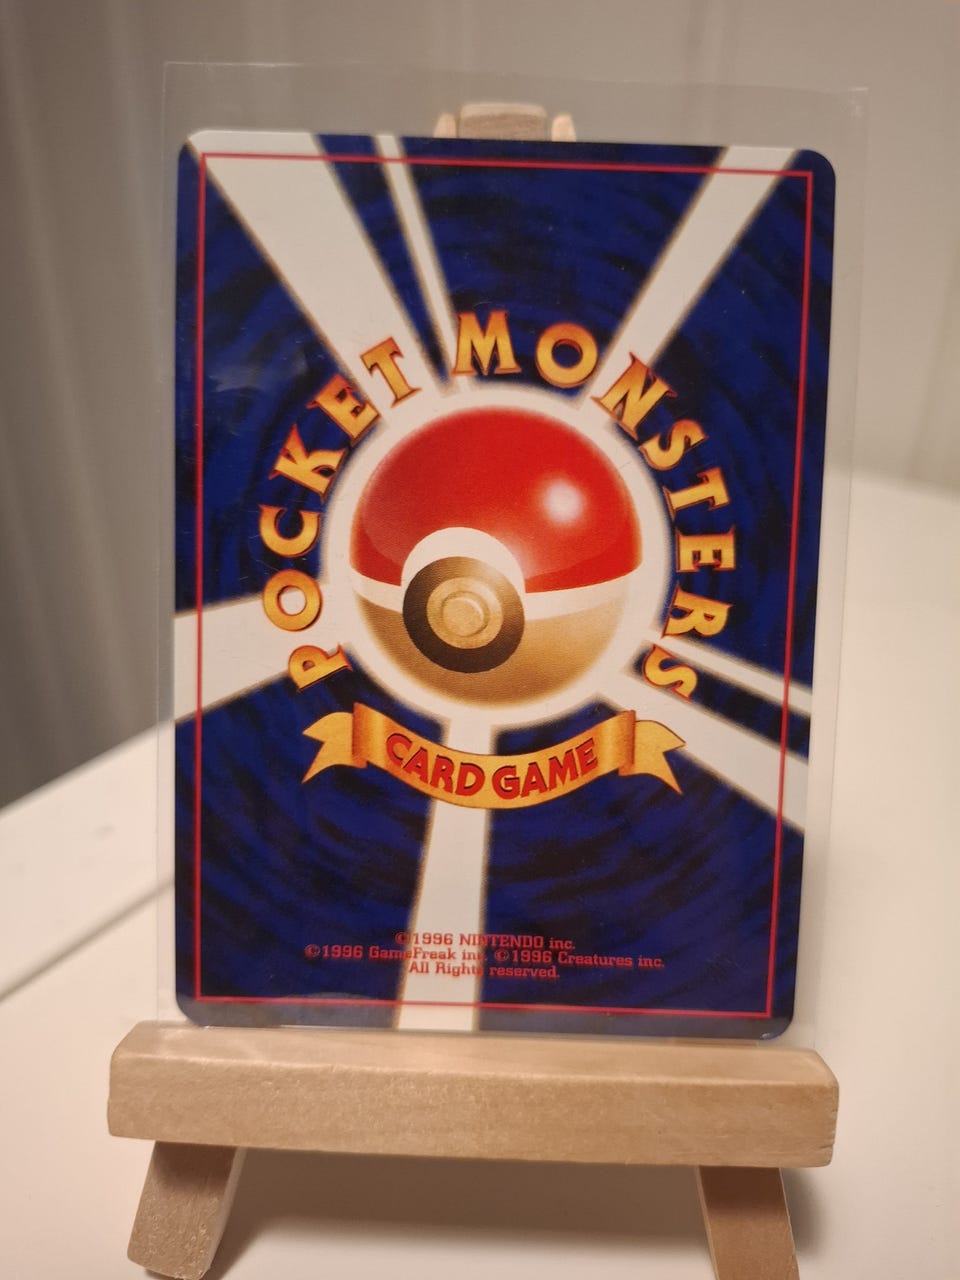 POCKET MONSTERS
CARD GAME
©1996 NINTENDO inc.
©1996 GameFreak inc. ©1996 Creatures inc.
All Rights reserved.